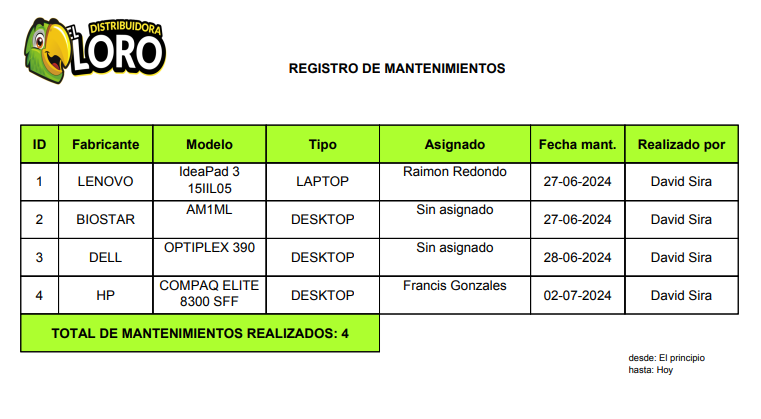 EL
DISTRIBUIDORA
LORO
REGISTRO DE MANTENIMIENTOS
ID Fabricante Modelo Tipo Asignado Fecha mant. Realizado por
1 LENOVO IdeaPad 3 15IIL05 LAPTOP Raimon Redondo 27-06-2024 David Sira
2 BIOSTAR AM1ML DESKTOP Sin asignado 27-06-2024 David Sira
3 DELL OPTIPLEX 390 DESKTOP Sin asignado 28-06-2024 David Sira
4 HP COMPAQ ELITE 8300 SFF DESKTOP Francis Gonzales 02-07-2024 David Sira
TOTAL DE MANTENIMIENTOS REALIZADOS: 4
desde: El principio
hasta: Hoy